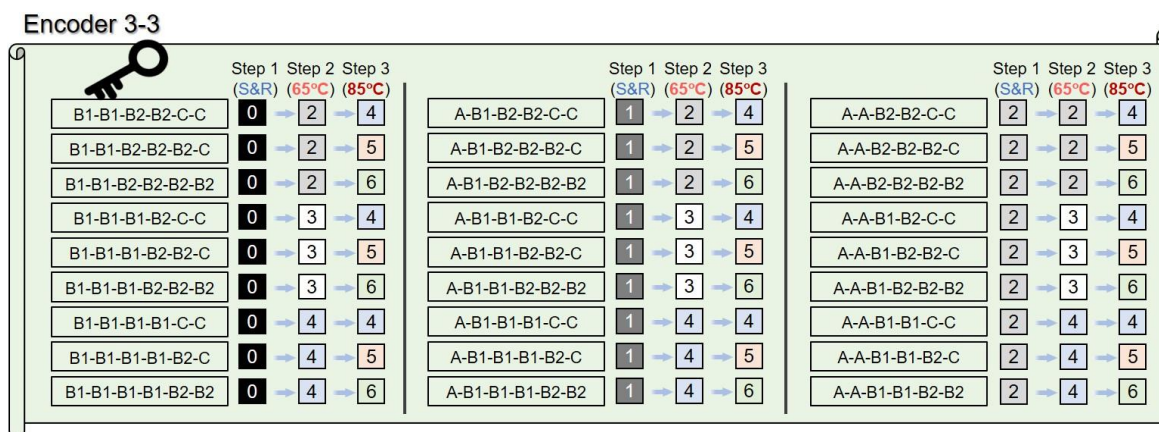 Encoder 3-3
Step 1 Step 2 Step 3 Step 1 Step 2 Step 3 Step 1 Step 2 Step 3
(S&R) (65ºC) (85ºC) (S&R) (65ºC) (85ºC) (S&R) (65ºC) (85ºC)
B1-B1-B2-B2-C-C 0 2 4 A-B1-B2-B2-C-C 1 2 4 A-A-B2-B2-C-C 2 2 4
B1-B1-B2-B2-B2-C 0 2 5 A-B1-B2-B2-B2-C 1 2 5 A-A-B2-B2-B2-C 2 2 5
B1-B1-B2-B2-B2-B2 0 2 6 A-B1-B2-B2-B2-B2 1 2 6 A-A-B2-B2-B2-B2 2 2 6
B1-B1-B1-B2-C-C 0 3 4 A-B1-B1-B2-C-C 1 3 4 A-A-B1-B2-C-C 2 3 4
B1-B1-B1-B2-B2-C 0 3 5 A-B1-B1-B2-B2-C 1 3 5 A-A-B1-B2-B2-C 2 3 5
B1-B1-B1-B2-B2-B2 0 3 6 A-B1-B1-B2-B2-B2 1 3 6 A-A-B1-B2-B2-B2 2 3 6
B1-B1-B1-B1-C-C 0 4 4 A-B1-B1-B1-C-C 1 4 4 A-A-B1-B1-C-C 2 4 4
B1-B1-B1-B1-B2-C 0 4 5 A-B1-B1-B1-B2-C 1 4 5 A-A-B1-B1-B2-C 2 4 5
B1-B1-B1-B1-B2-B2 0 4 6 A-B1-B1-B1-B2-B2 1 4 6 A-A-B1-B1-B2-B2 2 4 6